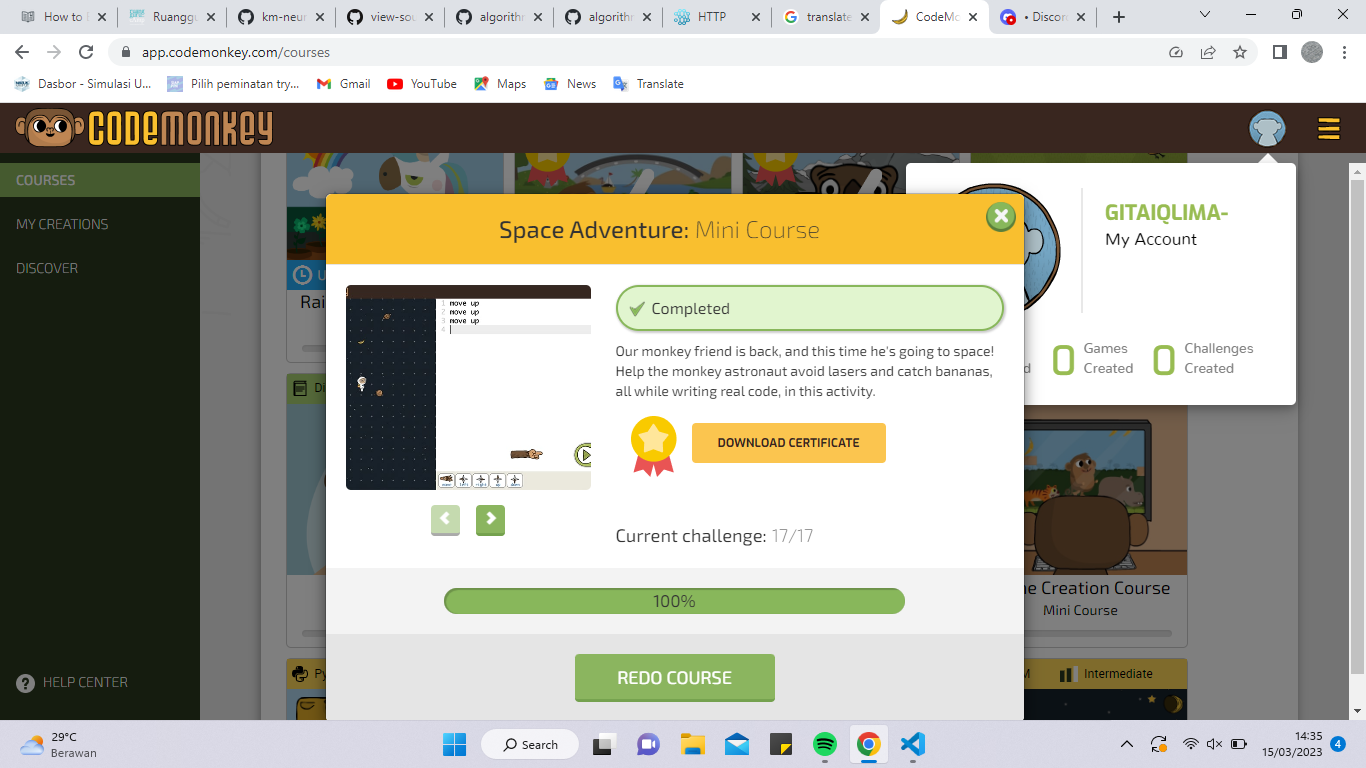 How to b
Ruangg
km-neur
view-sou
algorithm
algorithm
HTTP
translate
CodeMo
• Discor
app.codemonkey.com/courses
Dasbor - Simulasi U...
Pilih peminatan try...
Gmail
YouTube
Maps
News
Translate
CODEMONKEY
COURSES
MY CREATIONS
DISCOVER
HELP CENTER
GITAIQLIMA-
My Account
0 Games Created
0 Challenges Created
Space Adventure: Mini Course
1 move up
2 move up
3 move up
4
Completed
Our monkey friend is back, and this time he's going to space!
Help the monkey astronaut avoid lasers and catch bananas,
all while writing real code, in this activity.
DOWNLOAD CERTIFICATE
Current challenge: 17/17
100%
REDO COURSE
U
Rai
Di
Py
ne Creation Course
Mini Course
M
Intermediate
29°C
Berawan
Search
14:35
15/03/2023
4